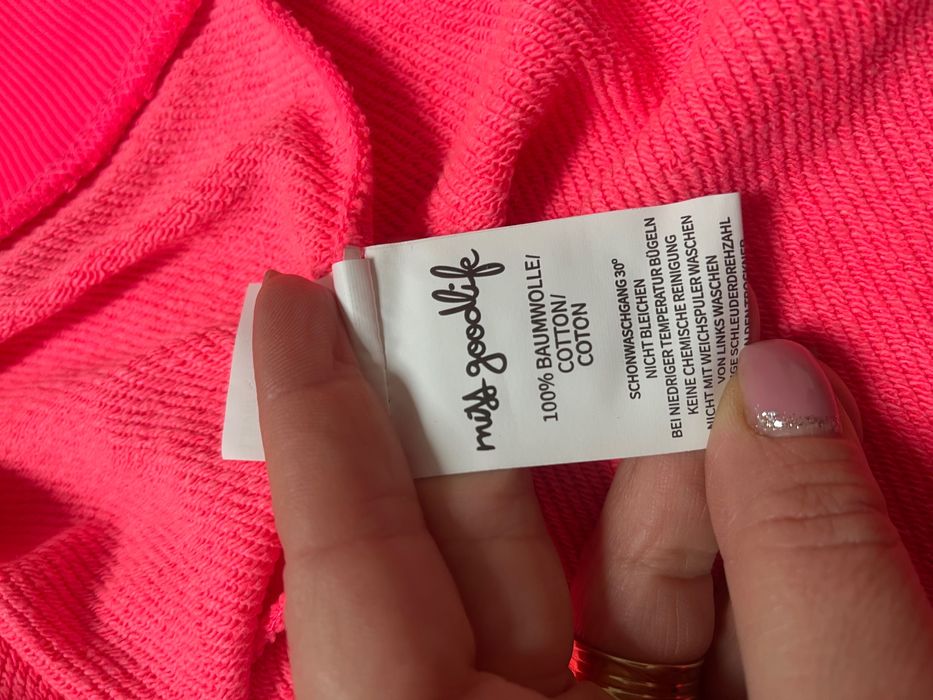 miss goodlife
100% BAUMWOLLE/
COTTON/
COTON
SCHONWASCHGANG 30°
NICHT BLEICHEN
BEI NIEDRIGER TEMPERATUR BÜGELN
KEINE CHEMISCHE REINIGUNG
NICHT MIT WEICHSPÜLER WASCHEN
VON LINKS WASCHEN
SCHLEUDERDREHZAHL